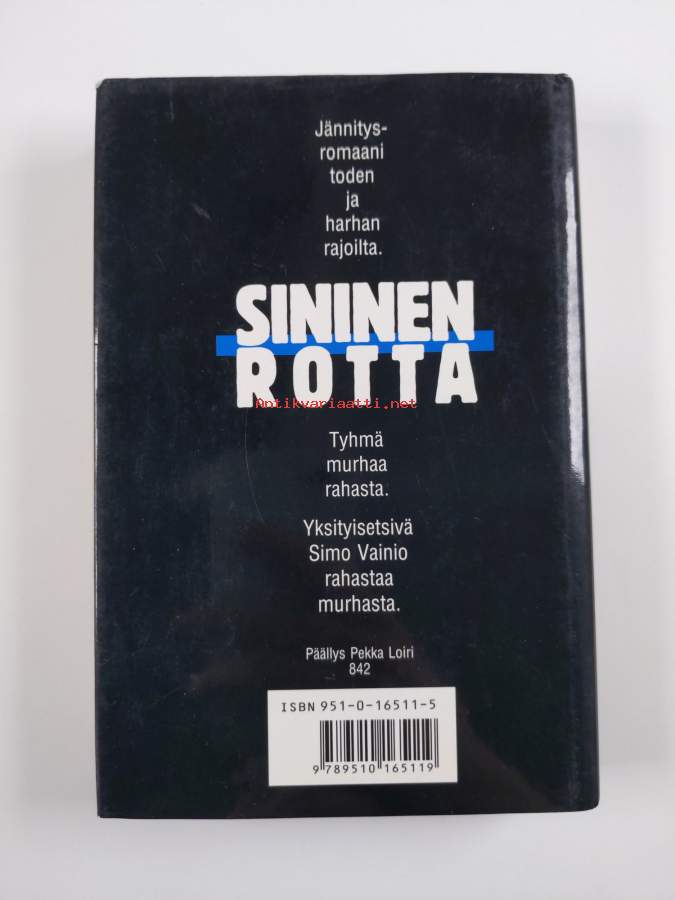 Jännitys-
romaani
toden
ja
harhan
rajoilta.
SININEN
ROTTA
Antikvariaatti.net
Tyhmä
murhaa
rahasta.
Yksityisetsivä
Simo Vainio
rahastaa
murhasta.
Päällys Pekka Loiri
842
ISBN 951-0-16511-5
9 789510 165119